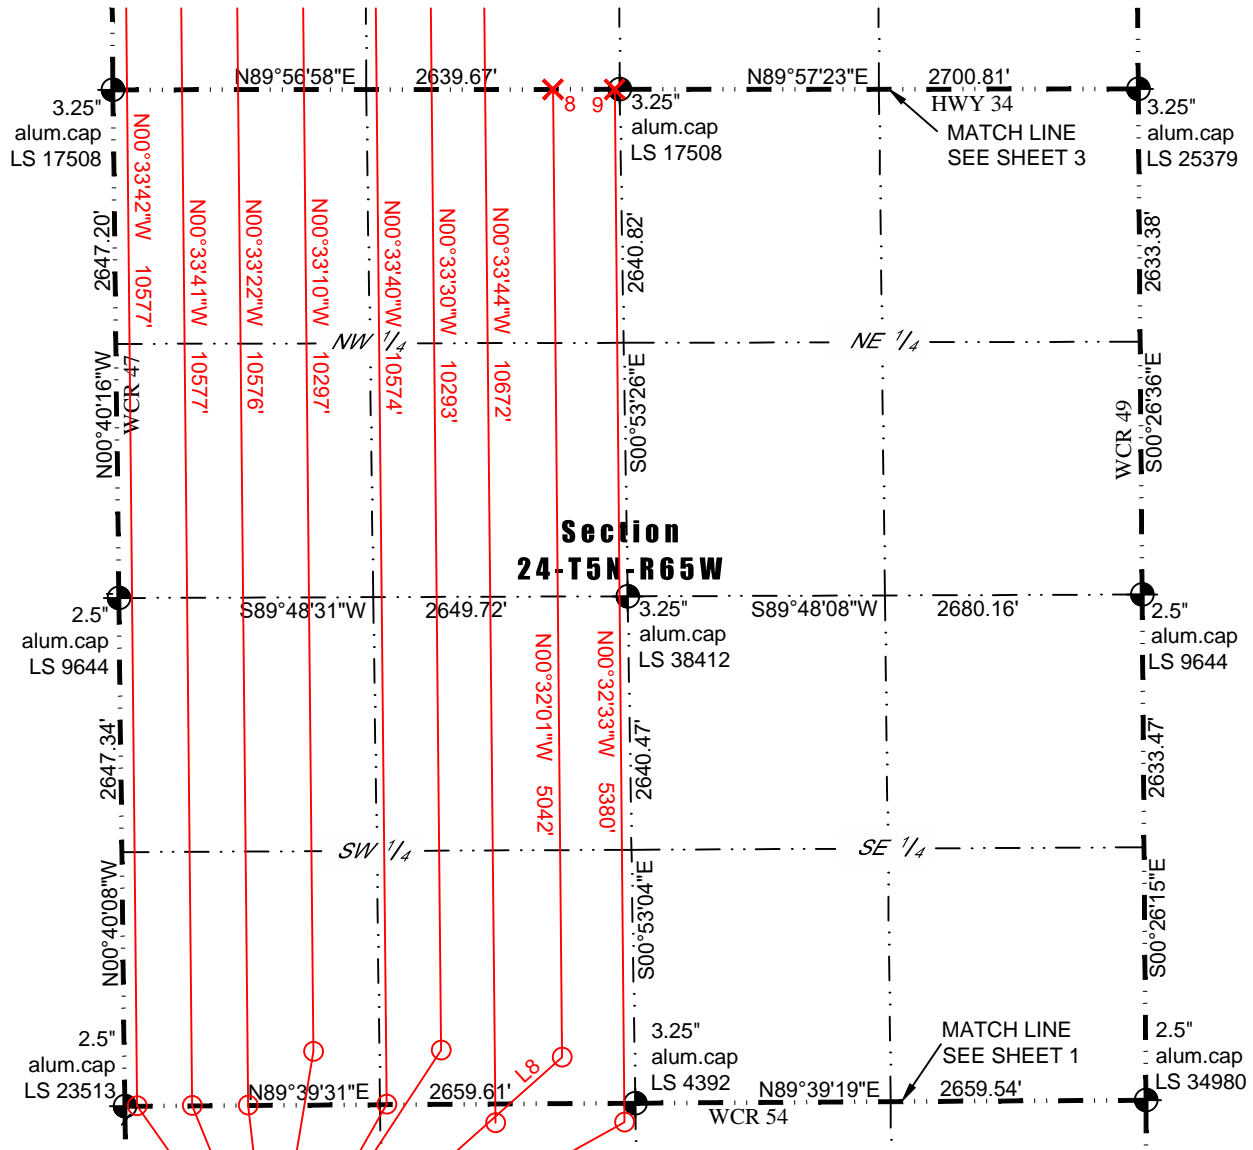 N89°56'58"E 2639.67'
N89°57'23"E 2700.81'
8
9
HWY 34
3.25"
alum.cap
LS 17508
3.25"
alum.cap
LS 17508
MATCH LINE
SEE SHEET 3
3.25"
alum.cap
LS 25379
2647.20'
N00°40'16"W
WCR 47
N00°33'42"W 10577'
N00°33'41"W 10577'
N00°33'22"W 10576'
N00°33'10"W 10297'
N00°33'40"W 10574'
N00°33'30"W 10293'
N00°33'44"W 10672'
2640.82'
S00°53'26"E
2633.38'
S00°26'36"E
WCR 49
NW 1/4
NE 1/4
Section
24-T5N-R65W
S89°48'31"W 2649.72'
S89°48'08"W 2680.16'
2.5"
alum.cap
LS 9644
3.25"
alum.cap
LS 38412
2.5"
alum.cap
LS 9644
N00°32'01"W 5042'
N00°32'33"W 5380'
2647.34'
N00°40'08"W
2640.47'
S00°53'04"E
2633.47'
S00°26'15"E
SW 1/4
SE 1/4
2.5"
alum.cap
LS 23513
L8
3.25"
alum.cap
LS 4392
MATCH LINE
SEE SHEET 1
2.5"
alum.cap
LS 34980
N89°39'31"E 2659.61'
N89°39'19"E 2659.54'
WCR 54